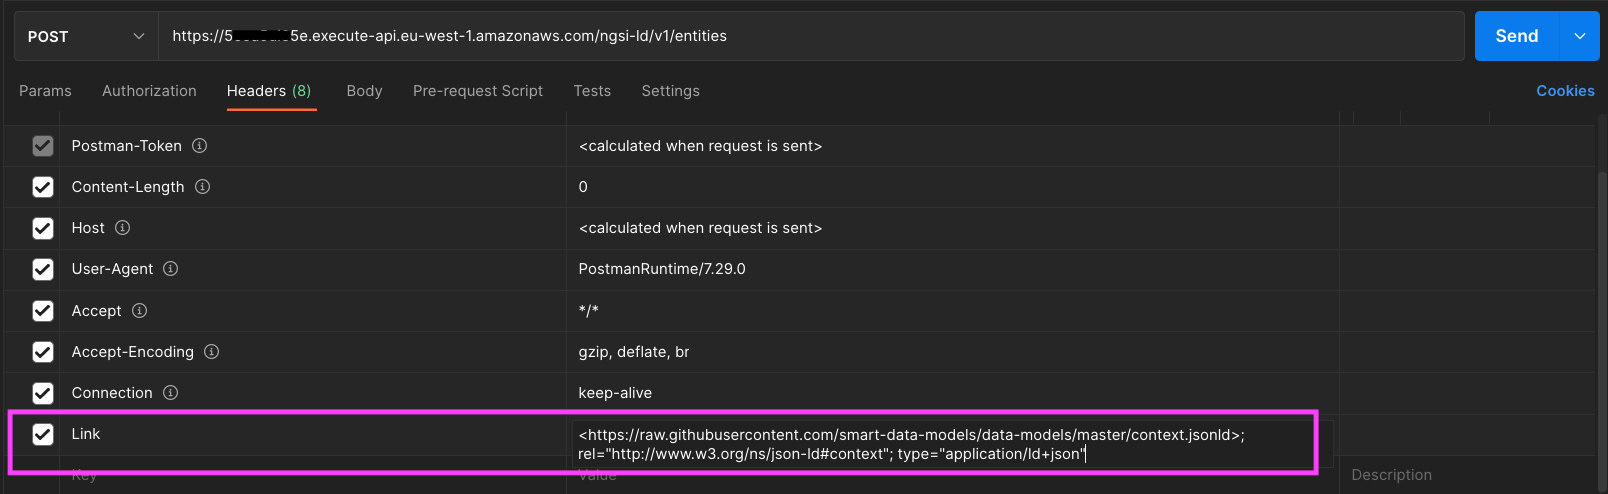 POST
https://5 5e.execute-api.eu-west-1.amazonaws.com/ngsi-ld/v1/entities
Send
Params Authorization Headers (8) Body Pre-request Script Tests Settings Cookies
Postman-Token <calculated when request is sent>
Content-Length 0
Host <calculated when request is sent>
User-Agent PostmanRuntime/7.29.0
Accept */*
Accept-Encoding gzip, deflate, br
Connection keep-alive
Link <https://raw.githubusercontent.com/smart-data-models/data-models/master/context.jsonld>;
rel="http://www.w3.org/ns/json-ld#context"; type="application/ld+json"
Key Value Description